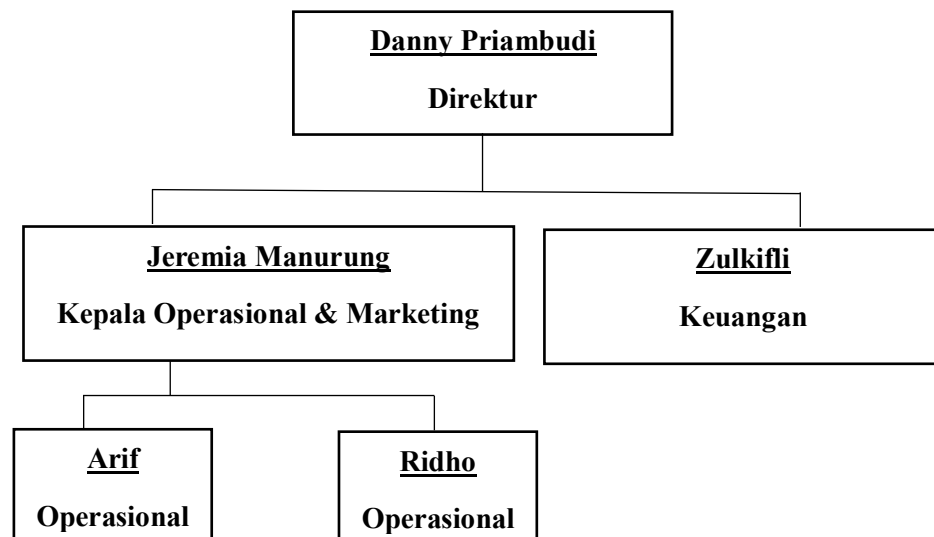 Danny Priambudi
Direktur
Jeremia Manurung
Kepala Operasional & Marketing
Zulkifli
Keuangan
Arif
Operasional
Ridho
Operasional